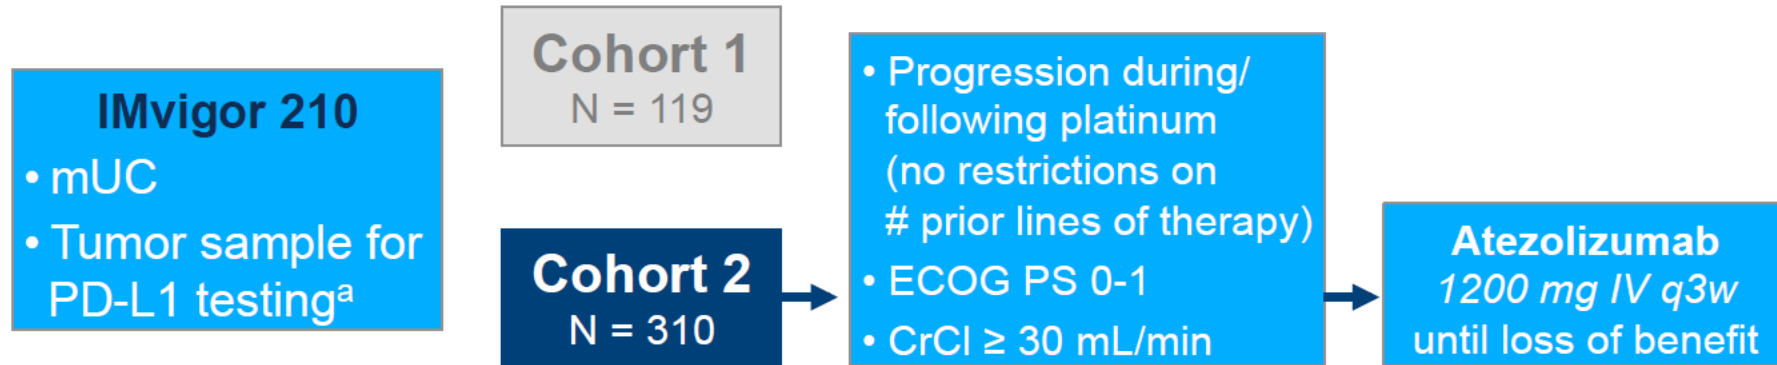 IMvigor 210
• mUC
• Tumor sample for
PD-L1 testingᵃ
Cohort 1
N = 119
Cohort 2
N = 310
• Progression during/
following platinum
(no restrictions on
# prior lines of therapy)
• ECOG PS 0-1
• CrCl ≥ 30 mL/min
Atezolizumab
1200 mg IV q3w
until loss of benefit